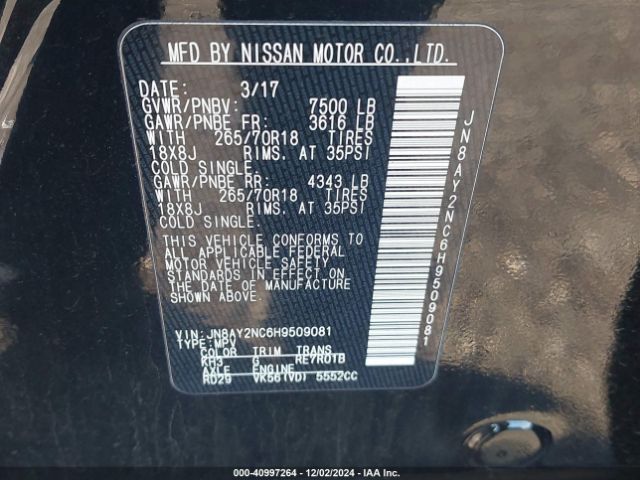 MFD BY NISSAN MOTOR CO.,LTD.
DATE: 3/17
GVWR/PNBV: 7500 LB
GAWR/PNBE FR: 3616 LB
WITH 265/70R18 TIRES
18X8J RIMS. AT 35PSI
COLD SINGLE.
GAWR/PNBE RR: 4343 LB
WITH 265/70R18 TIRES
18X8J RIMS. AT 35PSI
COLD SINGLE.
THIS VEHICLE CONFORMS TO
ALL APPLICABLE FEDERAL
MOTOR VEHICLE SAFETY
STANDARDS IN EFFECT ON
THE DATE OF MANUFACTURE
SHOWN ABOVE.
VIN:JN8AY2NC6H9509081
TYPE:MPV
COLOR TRIM TRANS
KH3 G RE7R01B
AXLE ENGINE
RD29 VK56(VD) 5552CC
JN8AY2NC6H9509081
000-40997264 • 12/02/2024 • IAA Inc.